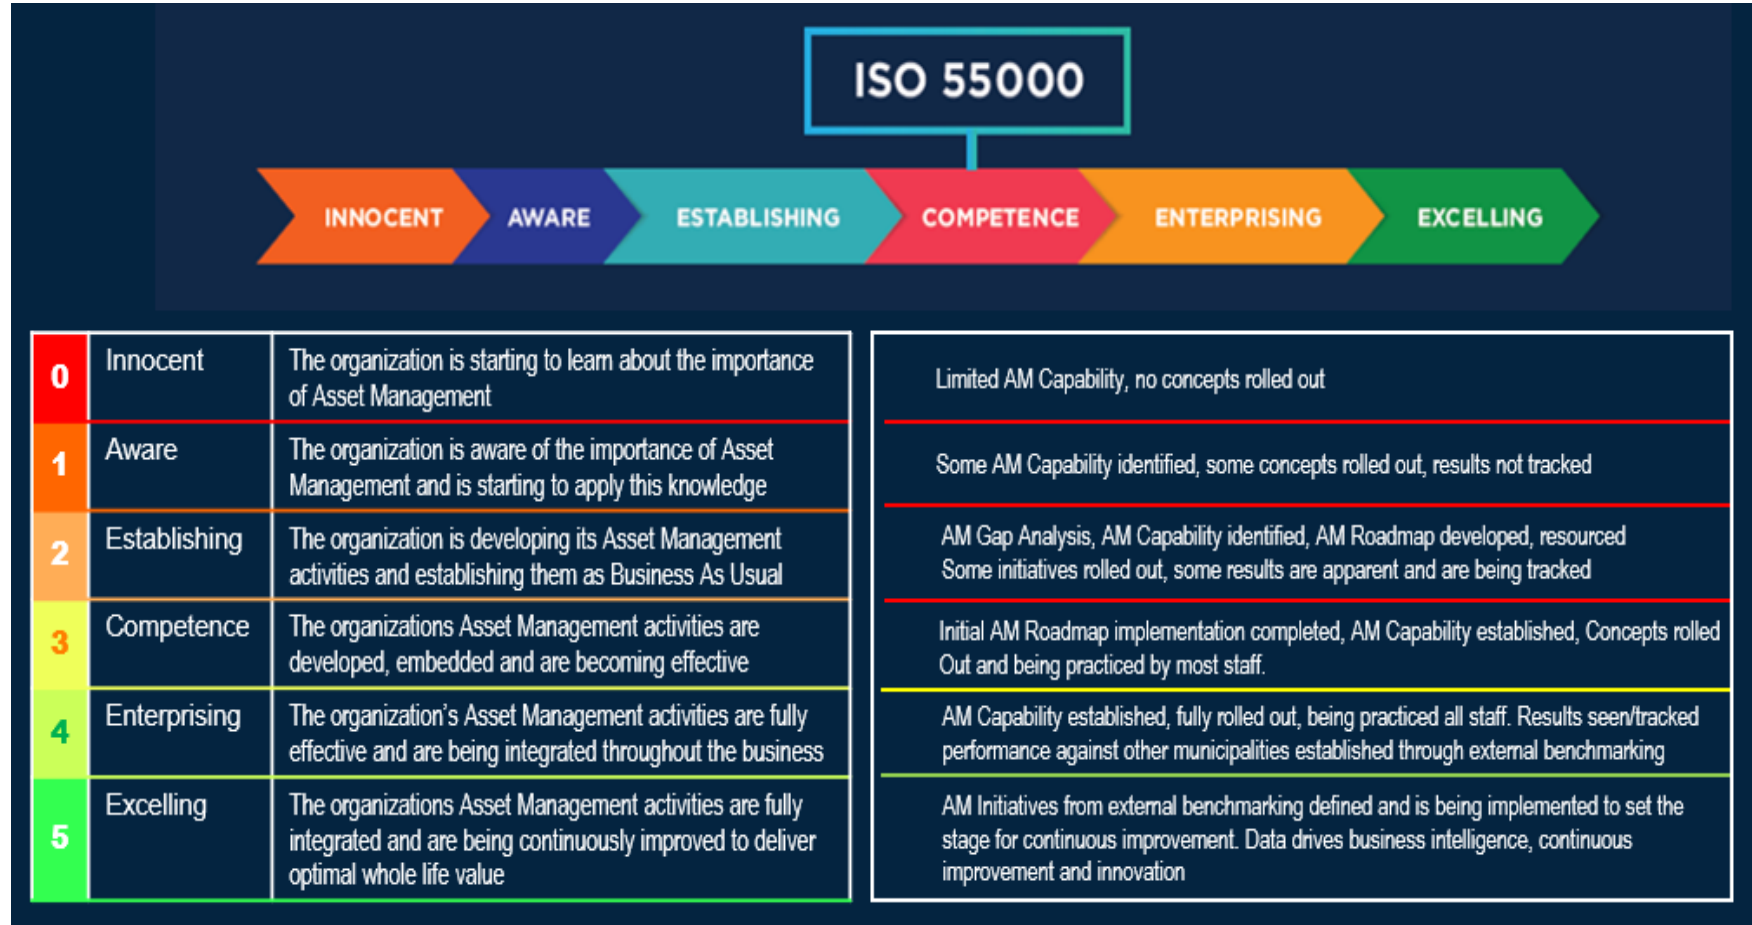 ISO 55000
INNOCENT
AWARE
ESTABLISHING
COMPETENCE
ENTERPRISING
EXCELLING
0
Innocent
The organization is starting to learn about the importance
of Asset Management
Limited AM Capability, no concepts rolled out
1
Aware
The organization is aware of the importance of Asset
Management and is starting to apply this knowledge
Some AM Capability identified, some concepts rolled out, results not tracked
2
Establishing
The organization is developing its Asset Management
activities and establishing them as Business As Usual
AM Gap Analysis, AM Capability identified, AM Roadmap developed, resourced
Some initiatives rolled out, some results are apparent and are being tracked
3
Competence
The organizations Asset Management activities are
developed, embedded and are becoming effective
Initial AM Roadmap implementation completed, AM Capability established, Concepts rolled
Out and being practiced by most staff.
4
Enterprising
The organization's Asset Management activities are fully
effective and are being integrated throughout the business
AM Capability established, fully rolled out, being practiced all staff. Results seen/tracked
performance against other municipalities established through external benchmarking
5
Excelling
The organizations Asset Management activities are fully
integrated and are being continuously improved to deliver
optimal whole life value
AM Initiatives from external benchmarking defined and is being implemented to set the
stage for continuous improvement. Data drives business intelligence, continuous
improvement and innovation